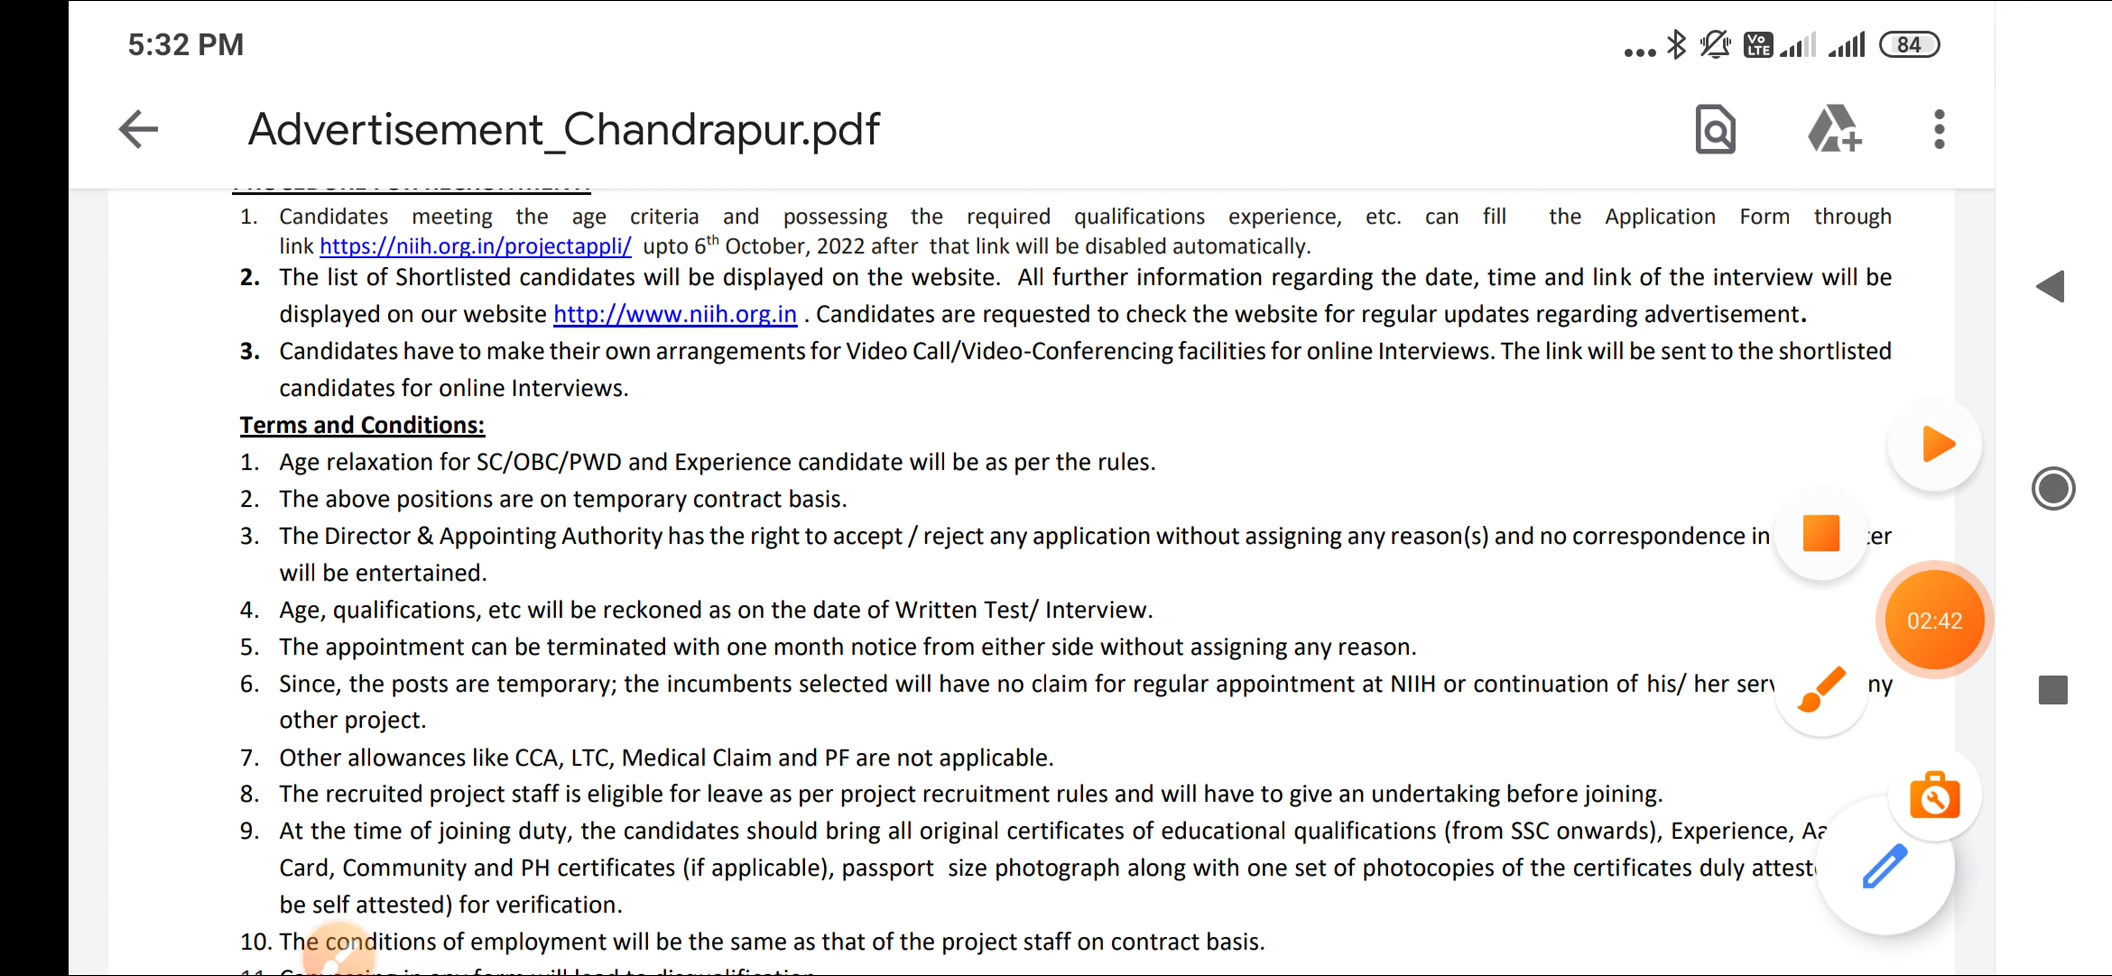 5:32 PM
VO LTE
84
Advertisement_Chandrapur.pdf
1. Candidates meeting the age criteria and possessing the required qualifications experience, etc. can fill the Application Form through
link https://niih.org.in/projectappli/ upto 6th October, 2022 after that link will be disabled automatically.
2. The list of Shortlisted candidates will be displayed on the website. All further information regarding the date, time and link of the interview will be
displayed on our website http://www.niih.org.in . Candidates are requested to check the website for regular updates regarding advertisement.
3. Candidates have to make their own arrangements for Video Call/Video-Conferencing facilities for online Interviews. The link will be sent to the shortlisted
candidates for online Interviews.
Terms and Conditions:
1. Age relaxation for SC/OBC/PWD and Experience candidate will be as per the rules.
2. The above positions are on temporary contract basis.
3. The Director & Appointing Authority has the right to accept / reject any application without assigning any reason(s) and no correspondence in
will be entertained.
4. Age, qualifications, etc will be reckoned as on the date of Written Test/ Interview.
5. The appointment can be terminated with one month notice from either side without assigning any reason.
02:42
6. Since, the posts are temporary; the incumbents selected will have no claim for regular appointment at NIIH or continuation of his/ her
other project.
7. Other allowances like CCA, LTC, Medical Claim and PF are not applicable.
8. The recruited project staff is eligible for leave as per project recruitment rules and will have to give an undertaking before joining.
9. At the time of joining duty, the candidates should bring all original certificates of educational qualifications (from SSC onwards), Experience,
Card, Community and PH certificates (if applicable), passport size photograph along with one set of photocopies of the certificates duly
be self attested) for verification.
10. The conditions of employment will be the same as that of the project staff on contract basis.